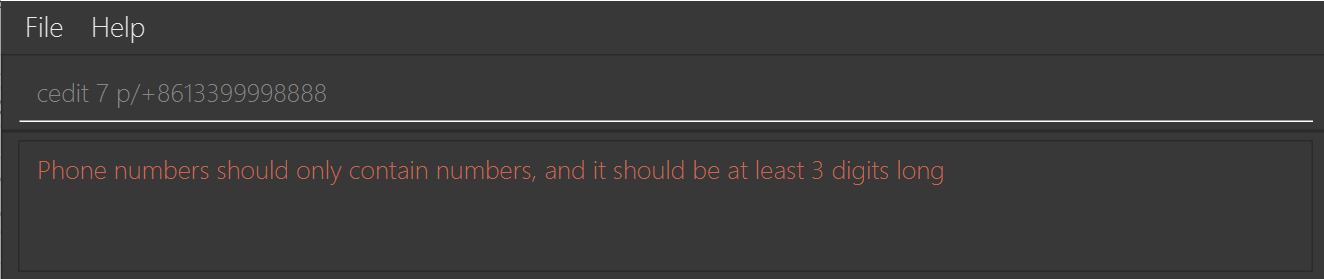 File Help
cedit 7 p/+8613399998888
Phone numbers should only contain numbers, and it should be at least 3 digits long